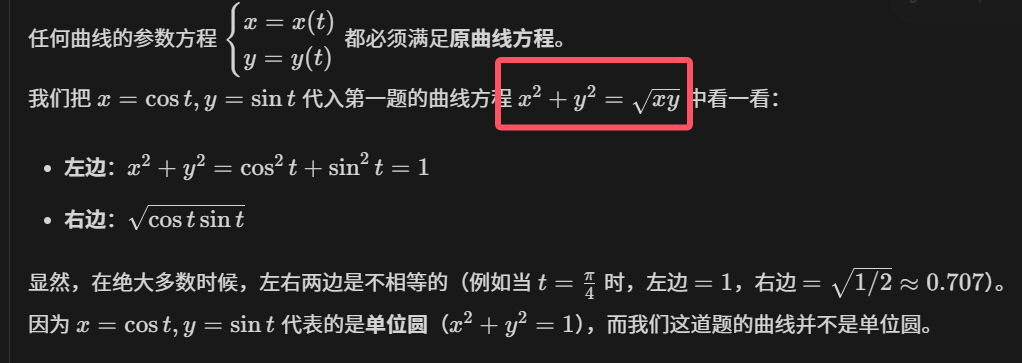 任何曲线的参数方程 { x = x(t) y = y(t) 都必须满足原曲线方程。
我们把 x = cos t, y = sin t 代入第一题的曲线方程 x² + y² = √(xy) 中看一看：
• 左边：x² + y² = cos² t + sin² t = 1
• 右边：√(cos t sin t)
显然，在绝大多数时候，左右两边是不相等的（例如当 t = π/4 时，左边 = 1，右边 = √(1/2) ≈ 0.707）。
因为 x = cos t, y = sin t 代表的是单位圆（x² + y² = 1），而我们这道题的曲线并不是单位圆。